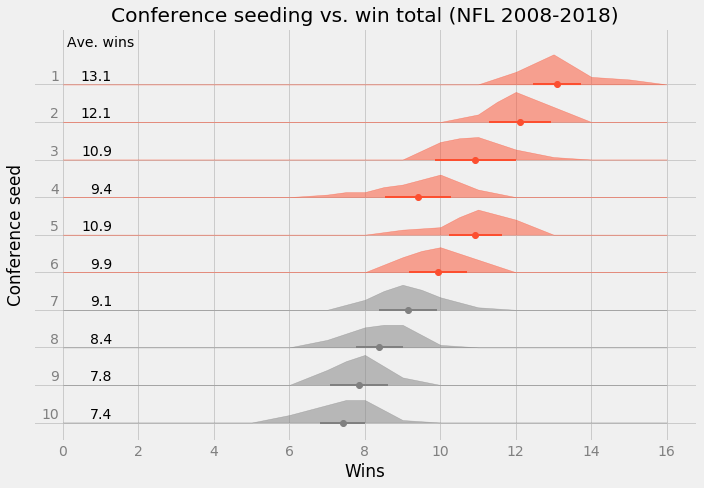 Conference seeding vs. win total (NFL 2008-2018)
Ave. wins
1 13.1
2 12.1
3 10.9
4 9.4
5 10.9
6 9.9
7 9.1
8 8.4
9 7.8
10 7.4
Conference seed
0 2 4 6 8 10 12 14 16
Wins